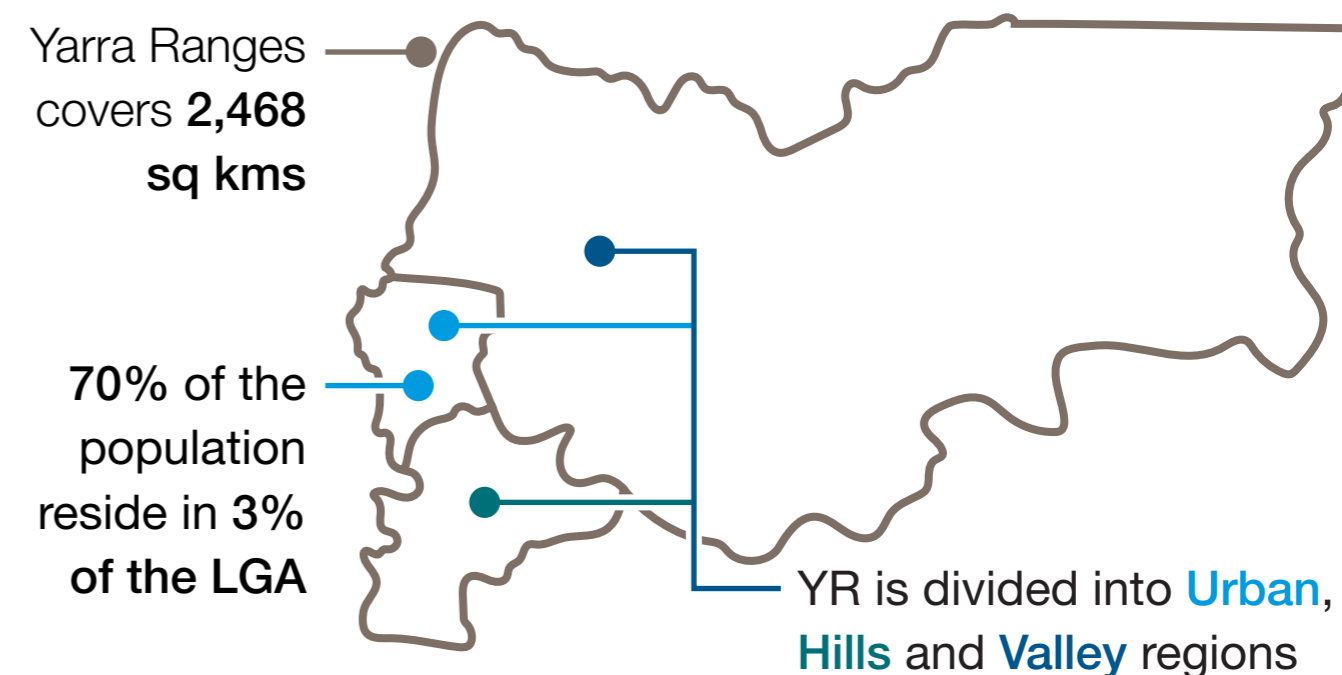 Yarra Ranges
covers 2,468
sq kms
70% of the
population
reside in 3%
of the LGA
YR is divided into Urban,
Hills and Valley regions